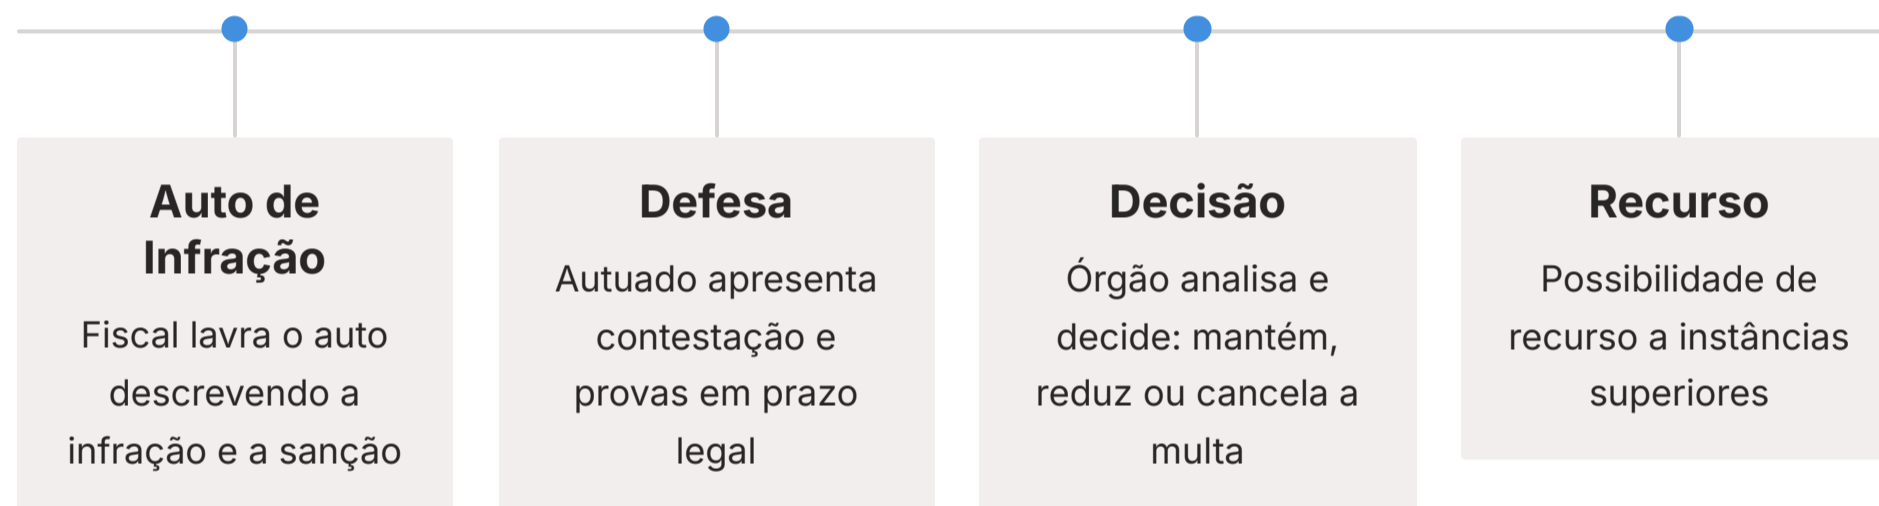 Auto de
Infração
Fiscal lavra o auto
descrevendo a
infração e a sanção
Defesa
Autuado apresenta
contestação e
provas em prazo
legal
Decisão
Órgão analisa e
decide: mantém,
reduz ou cancela a
multa
Recurso
Possibilidade de
recurso a instâncias
superiores